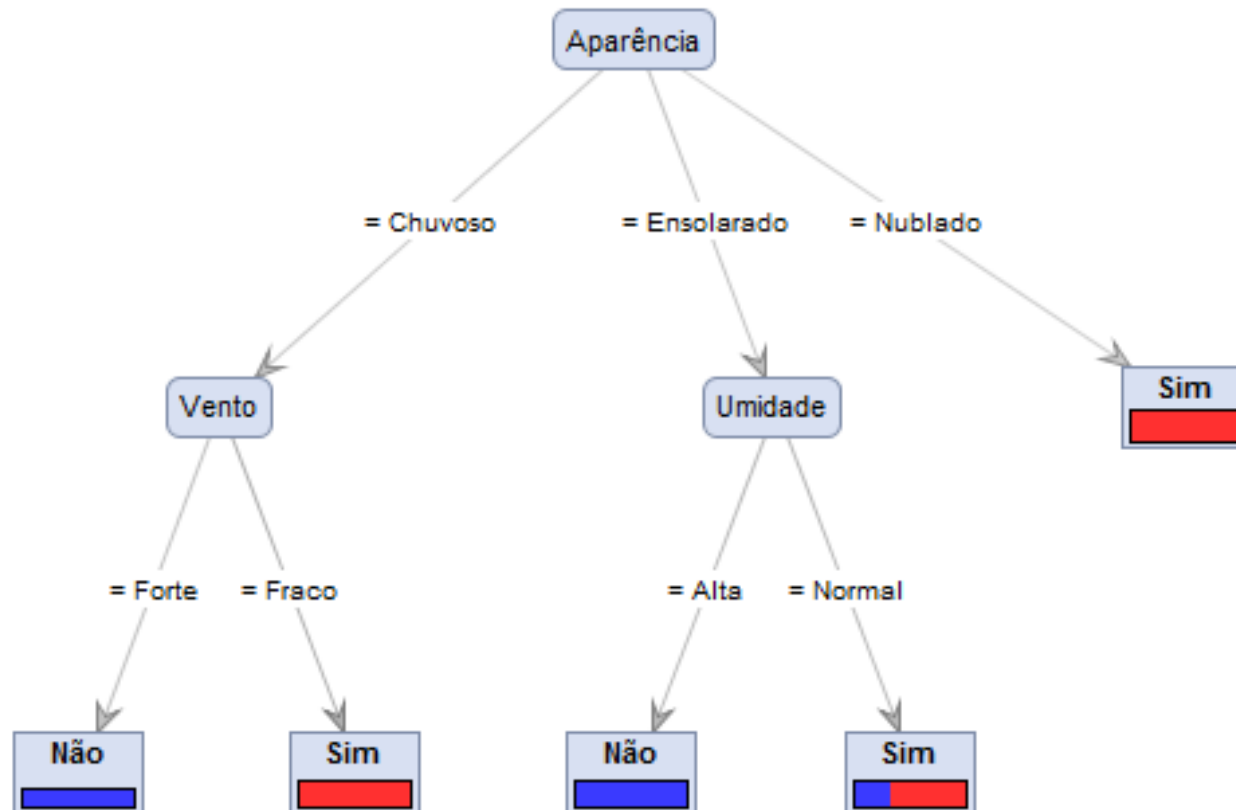 Aparência
= Chuvoso
= Ensolarado
= Nublado
Vento
Umidade
Sim
= Forte
= Fraco
= Alta
= Normal
Não
Sim
Não
Sim